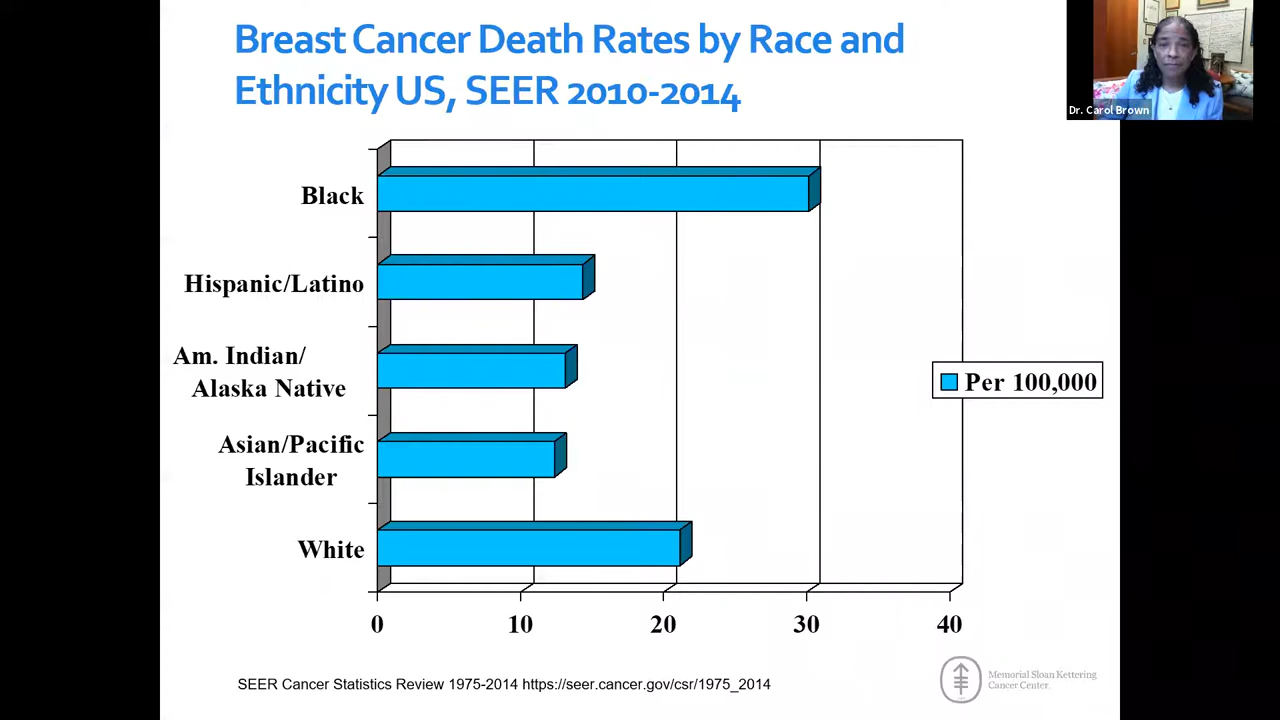 Breast Cancer Death Rates by Race and
Ethnicity US, SEER 2010-2014
Dr. Carol Brown
Black
Hispanic/Latino
Am. Indian/
Alaska Native
Asian/Pacific
Islander
White
Per 100,000
0 10 20 30 40
SEER Cancer Statistics Review 1975-2014 https://seer.cancer.gov/csr/1975_2014
Memorial Sloan Kettering
Cancer Center